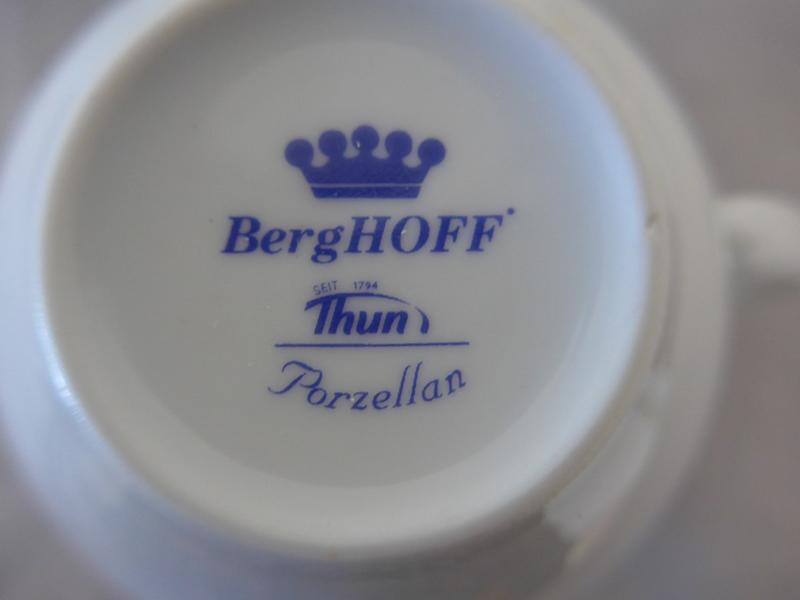 BergHOFF
SEIT 1794
Thun
Porzellan